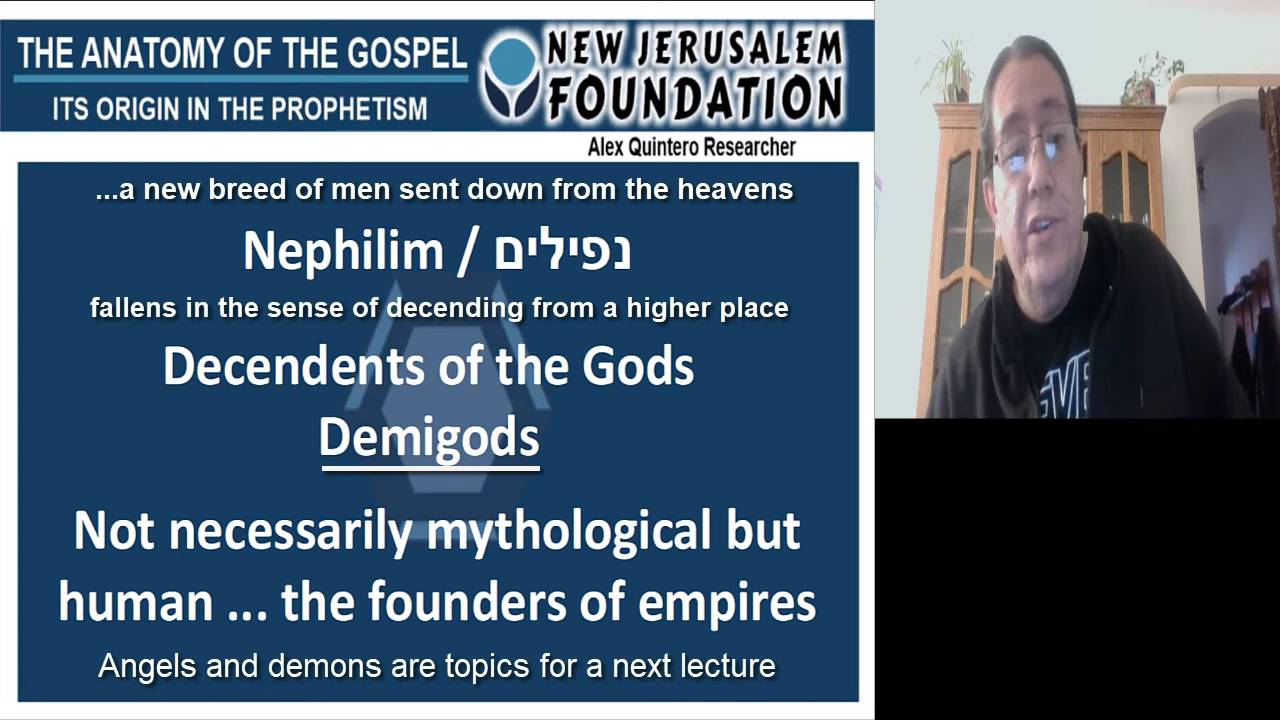 THE ANATOMY OF THE GOSPEL
ITS ORIGIN IN THE PROPHETISM
NEW JERUSALEM
FOUNDATION
Alex Quintero Researcher
...a new breed of men sent down from the heavens
Nephilim / נפילים
fallens in the sense of decending from a higher place
Decendents of the Gods
Demigods
Not necessarily mythological but
human ... the founders of empires
Angels and demons are topics for a next lecture